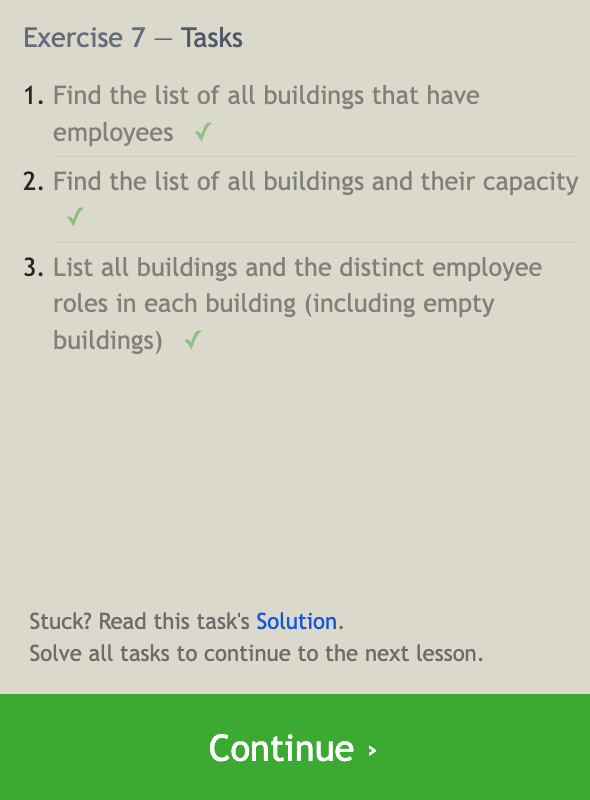 Exercise 7 — Tasks
1. Find the list of all buildings that have
employees ✓
2. Find the list of all buildings and their capacity
✓
3. List all buildings and the distinct employee
roles in each building (including empty
buildings) ✓
Stuck? Read this task's Solution.
Solve all tasks to continue to the next lesson.
Continue ›